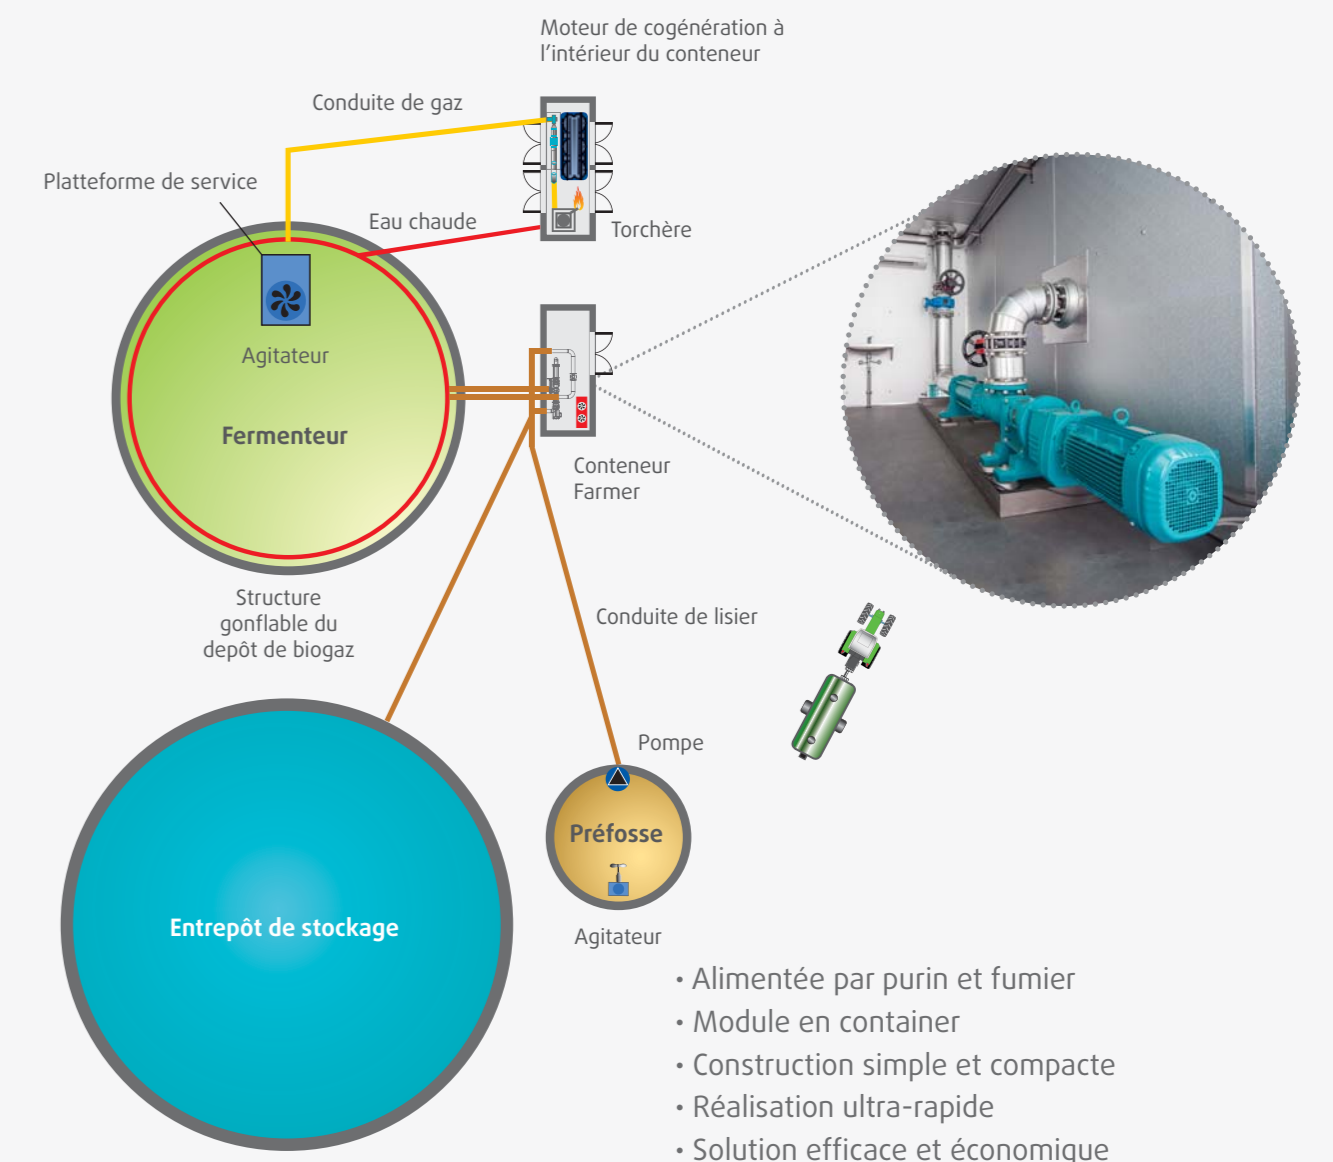 Moteur de cogénération à
l'intérieur du conteneur
Conduite de gaz
Platteforme de service
Eau chaude
Torchère
Agitateur
Fermenteur
Conteneur
Farmer
Structure
gonflable du
depôt de biogaz
Conduite de lisier
Pompe
Préfosse
Entrepôt de stockage
Agitateur
• Alimentée par purin et fumier
• Module en container
• Construction simple et compacte
• Réalisation ultra-rapide
• Solution efficace et économique